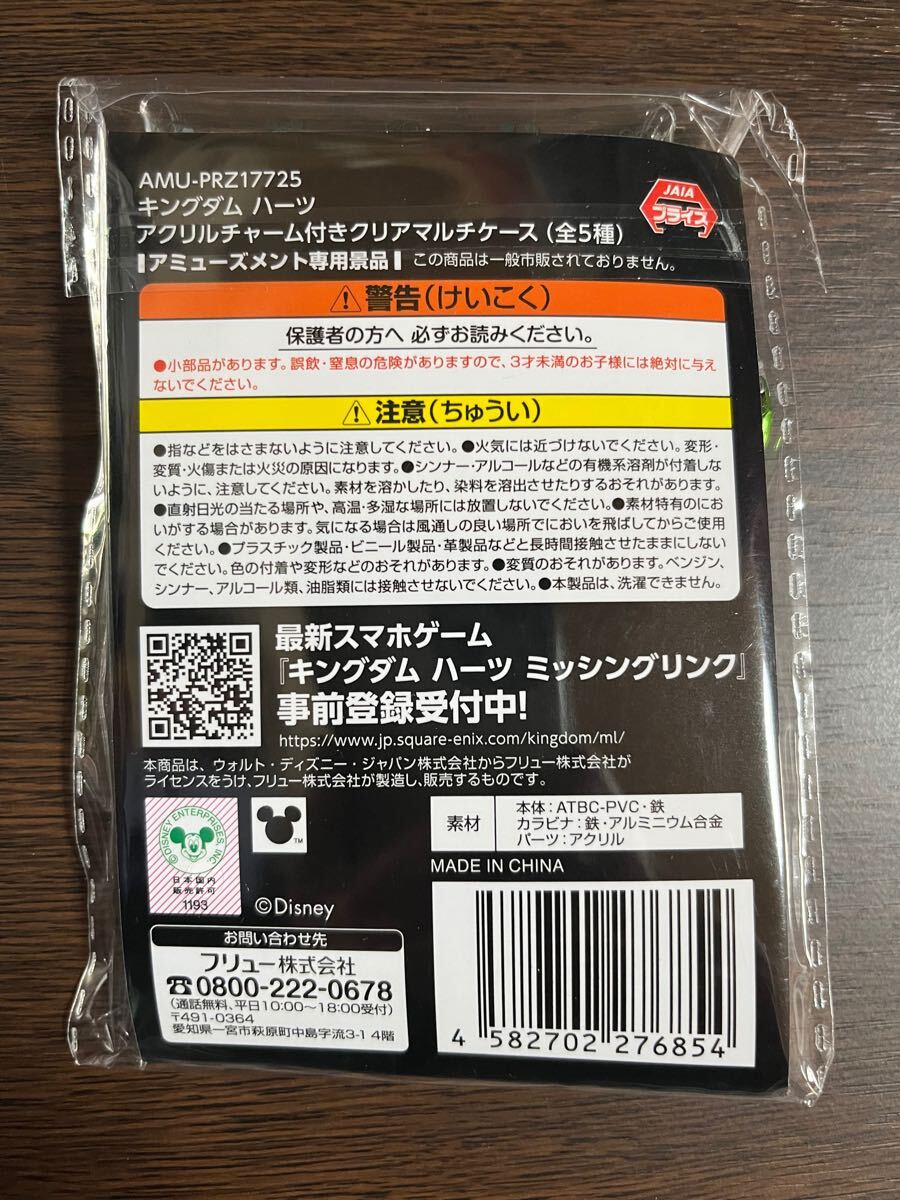 AMU-PRZ17725
キングダム ハーツ
アクリルチャーム付きクリアマルチケース(全5種)
JAIA
プライズ
アミューズメント専用景品 この商品は一般市販されておりません。
警告(けいこく)
保護者の方へ 必ずお読みください。
●小部品があります。誤飲・窒息の危険がありますので、3才未満のお子様には絶対に与え
ないでください。
注意(ちゅうい)
●指などをはさまないように注意してください。●火気には近づけないでください。変形・
変質・火傷または火災の原因になります。●シンナー・アルコールなどの有機系溶剤が付着しな
いように、注意してください。素材を溶かしたり、染料を溶出させたりするおそれがあります。
●直射日光の当たる場所や、高温・多湿な場所には放置しないでください。●素材特有のにお
いがする場合があります。気になる場合は風通しの良い場所でにおいを飛ばしてからご使用
ください。●プラスチック製品・ビニール製品・革製品などと長時間接触させたままにしない
でください。色の付着や変形などのおそれがあります。●変質のおそれがあります。ベンジン、
シンナー、アルコール類、油脂類には接触させないでください。●本製品は、洗濯できません。
最新スマホゲーム
『キングダム ハーツ ミッシングリンク』
事前登録受付中!
https://www.jp.square-enix.com/kingdom/ml/
本商品は、ウォルト・ディズニー・ジャパン株式会社からフリュー株式会社が
ライセンスをうけ、フリュー株式会社が製造し、販売するものです。
©DISNEY ENTERPRISES, INC.
日本国内
販売許可
1193
TM
©Disney
素材
本体:ATBC-PVC・鉄
カラビナ:鉄・アルミニウム合金
パーツ:アクリル
MADE IN CHINA
お問い合わせ先
フリュー株式会社
☎0800-222-0678
(通話無料、平日10:00〜18:00受付)
〒491-0364
愛知県一宮市萩原町中島字流3-1 4階
4 582702 276854